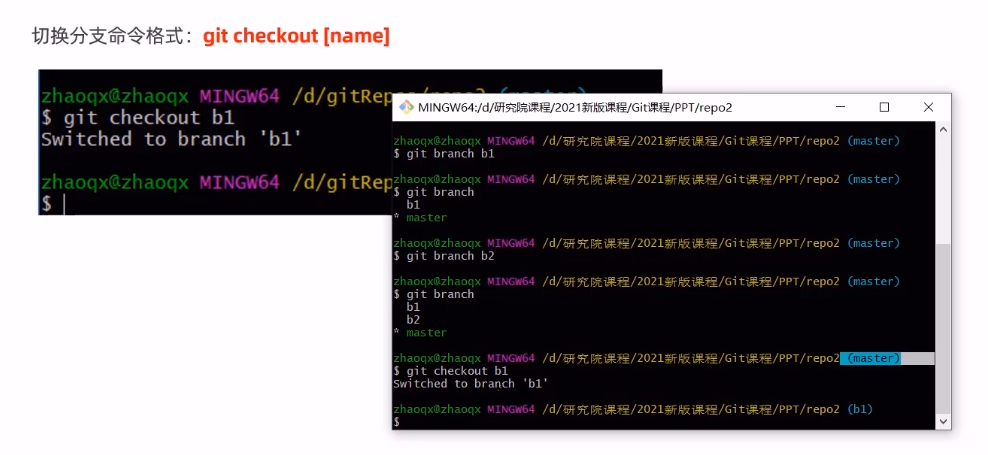 切换分支命令格式：git checkout [name]
zhaoqx@zhaoqx MINGW64 /d/gitRepos/repo2 (master)
$ git checkout b1
Switched to branch 'b1'
zhaoqx@zhaoqx MINGW64 /d/gitRep
$
MINGW64:/d/研究院课程/2021新版课程/Git课程/PPT/repo2
zhaoqx@zhaoqx MINGW64 /d/研究院课程/2021新版课程/Git课程/PPT/repo2 (master)
$ git branch b1
zhaoqx@zhaoqx MINGW64 /d/研究院课程/2021新版课程/Git课程/PPT/repo2 (master)
$ git branch
b1
* master
zhaoqx@zhaoqx MINGW64 /d/研究院课程/2021新版课程/Git课程/PPT/repo2 (master)
$ git branch b2
zhaoqx@zhaoqx MINGW64 /d/研究院课程/2021新版课程/Git课程/PPT/repo2 (master)
$ git branch
b1
b2
* master
zhaoqx@zhaoqx MINGW64 /d/研究院课程/2021新版课程/Git课程/PPT/repo2 (master)
$ git checkout b1
Switched to branch 'b1'
zhaoqx@zhaoqx MINGW64 /d/研究院课程/2021新版课程/Git课程/PPT/repo2 (b1)
$